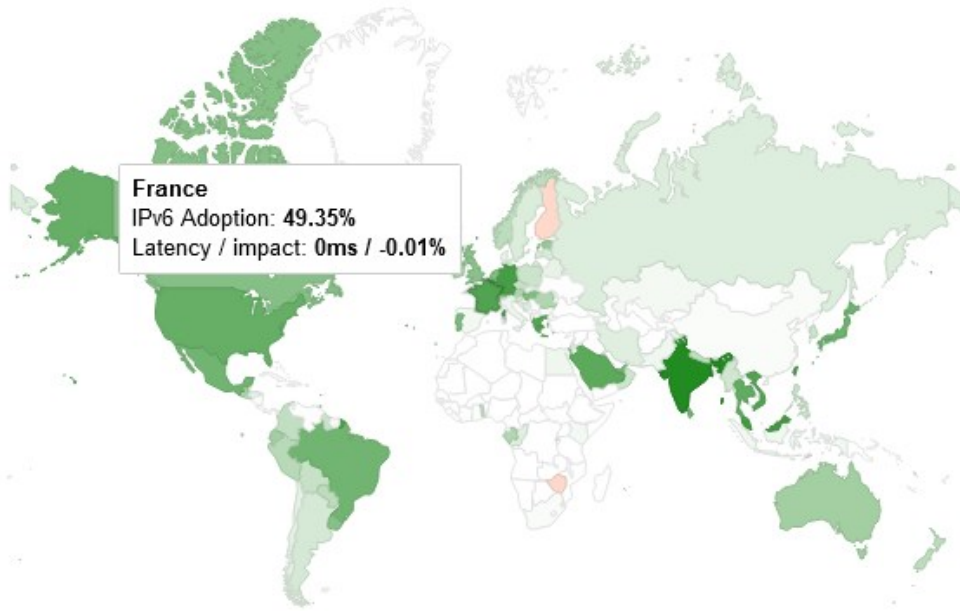 France
IPv6 Adoption: 49.35%
Latency / impact: 0ms / -0.01%